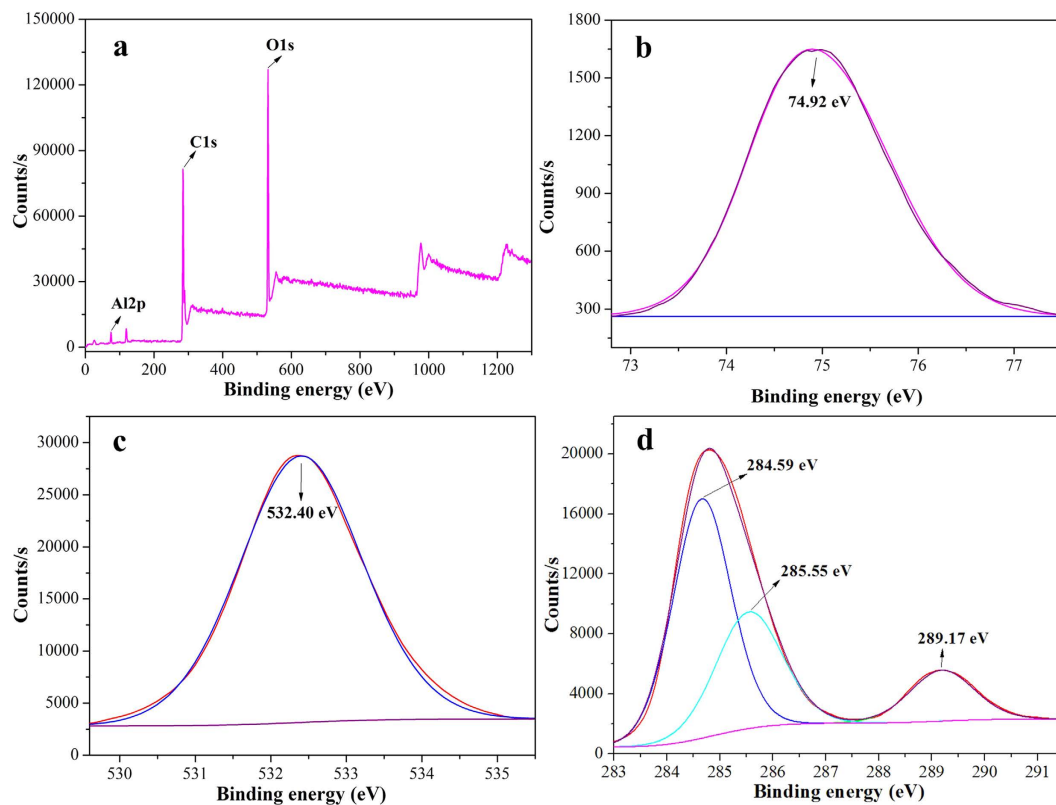 a
O1s
C1s
Al2p
150000
120000
90000
60000
30000
0
Counts/s
0 200 400 600 800 1000 1200
Binding energy (eV)
b
74.92 eV
1800
1500
1200
900
600
300
Counts/s
73 74 75 76 77
Binding energy (eV)
c
532.40 eV
30000
25000
20000
15000
10000
5000
0
Counts/s
530 531 532 533 534 535
Binding energy (eV)
d
284.59 eV
285.55 eV
289.17 eV
20000
16000
12000
8000
4000
0
Counts/s
283 284 285 286 287 288 289 290 291
Binding energy (eV)